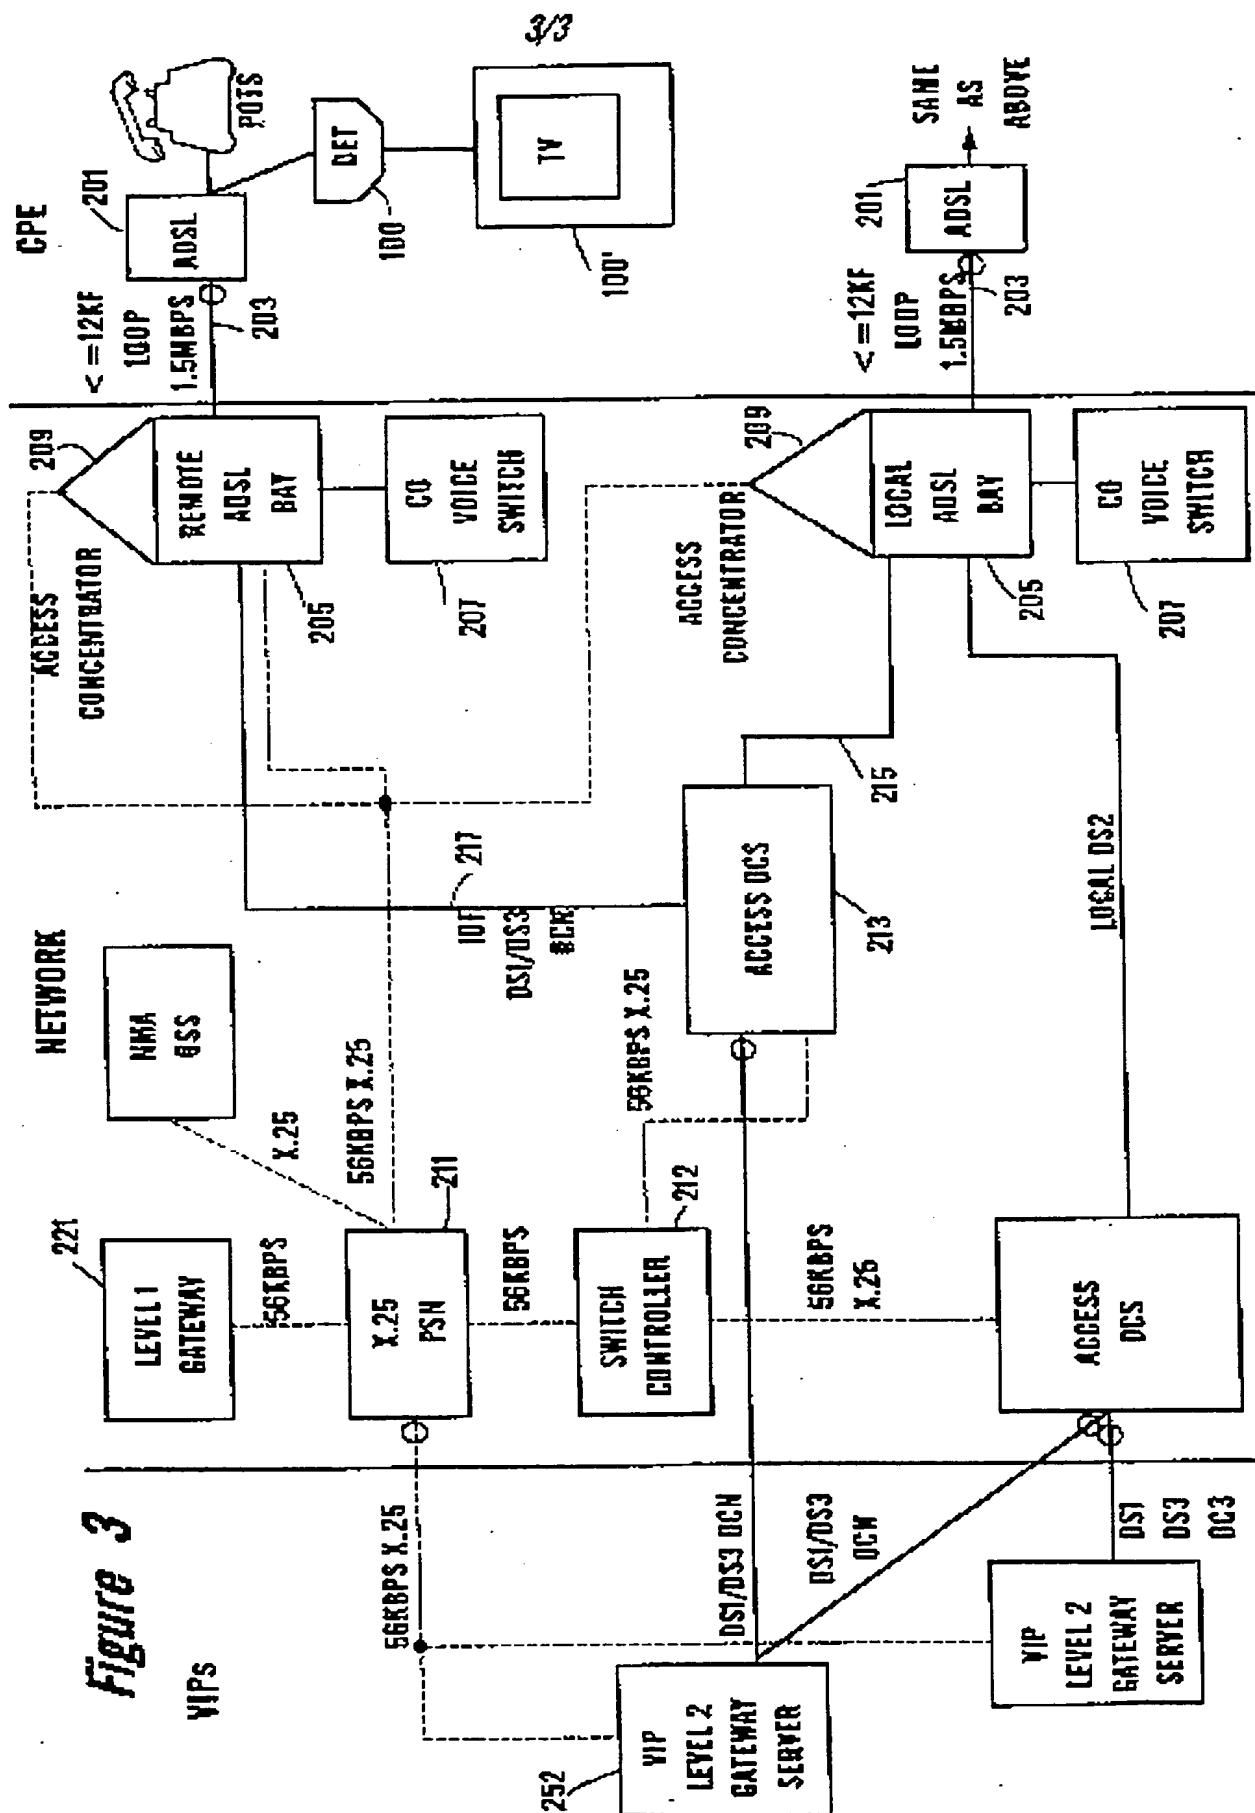 3/3
Figure 3
VIPs
NETWORK
CPE
LEVEL 1
GATEWAY
221
NMA
OSS
X.25
56KBPS
56KBPS X.25
X.25
PSN
211
56KBPS
56KBPS X.25
SWITCH
CONTROLLER
212
56KBPS X.25
56KBPS
X.25
ACCESS
CONCENTRATOR
209
REMOTE
ADSL
BAY
205
CO
VOICE
SWITCH
207
<=12KF
LOOP
1.5MBPS
203
201
ADSL
POTS
DET
100
TV
100'
217
IOF
DS1/DS3
ACCESS DCS
213
215
ACCESS
CONCENTRATOR
209
LOCAL
ADSL
BAY
205
CO
VOICE
SWITCH
207
<=12KF
LOOP
1.5MBPS
203
201
ADSL
SAME
AS
ABOVE
VIP
LEVEL 2
GATEWAY
SERVER
252
DS1/DS3
DS1/DS3
VIP
LEVEL 2
GATEWAY
SERVER
DS1
DS3
ACCESS
DCS
LOCAL DS2